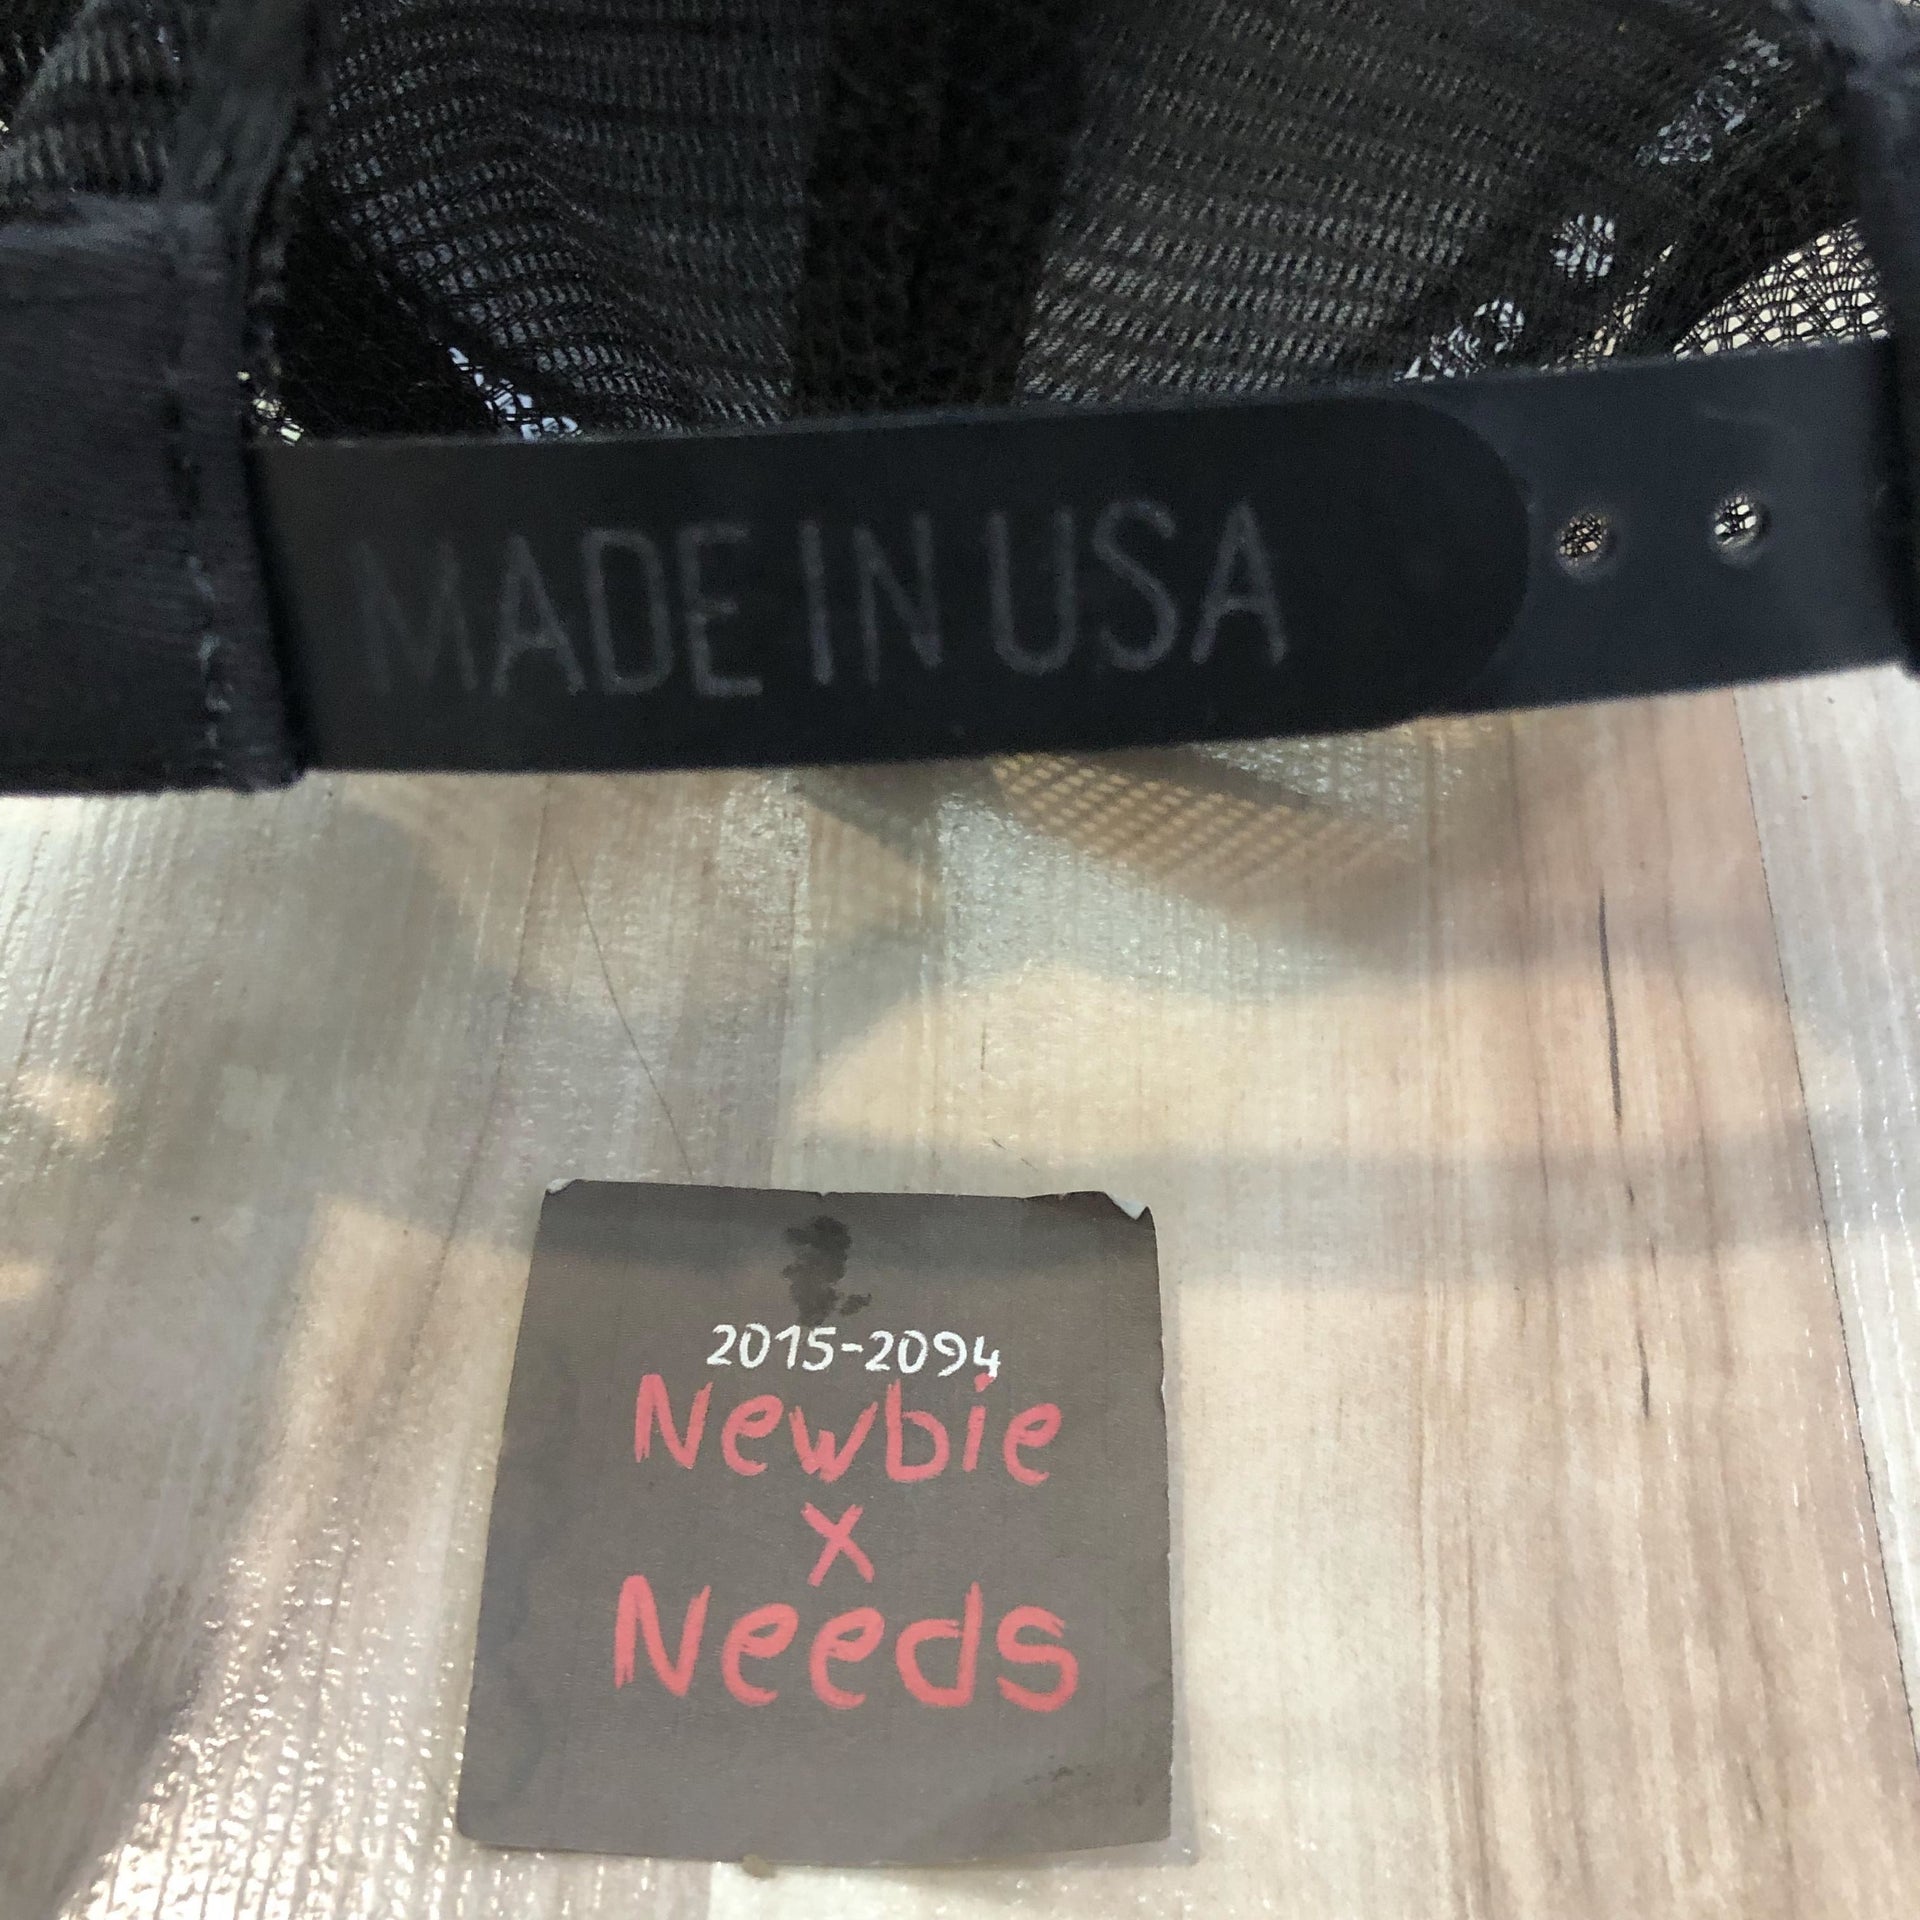 MADE IN USA
2015-2094
Newbie
x
Needs